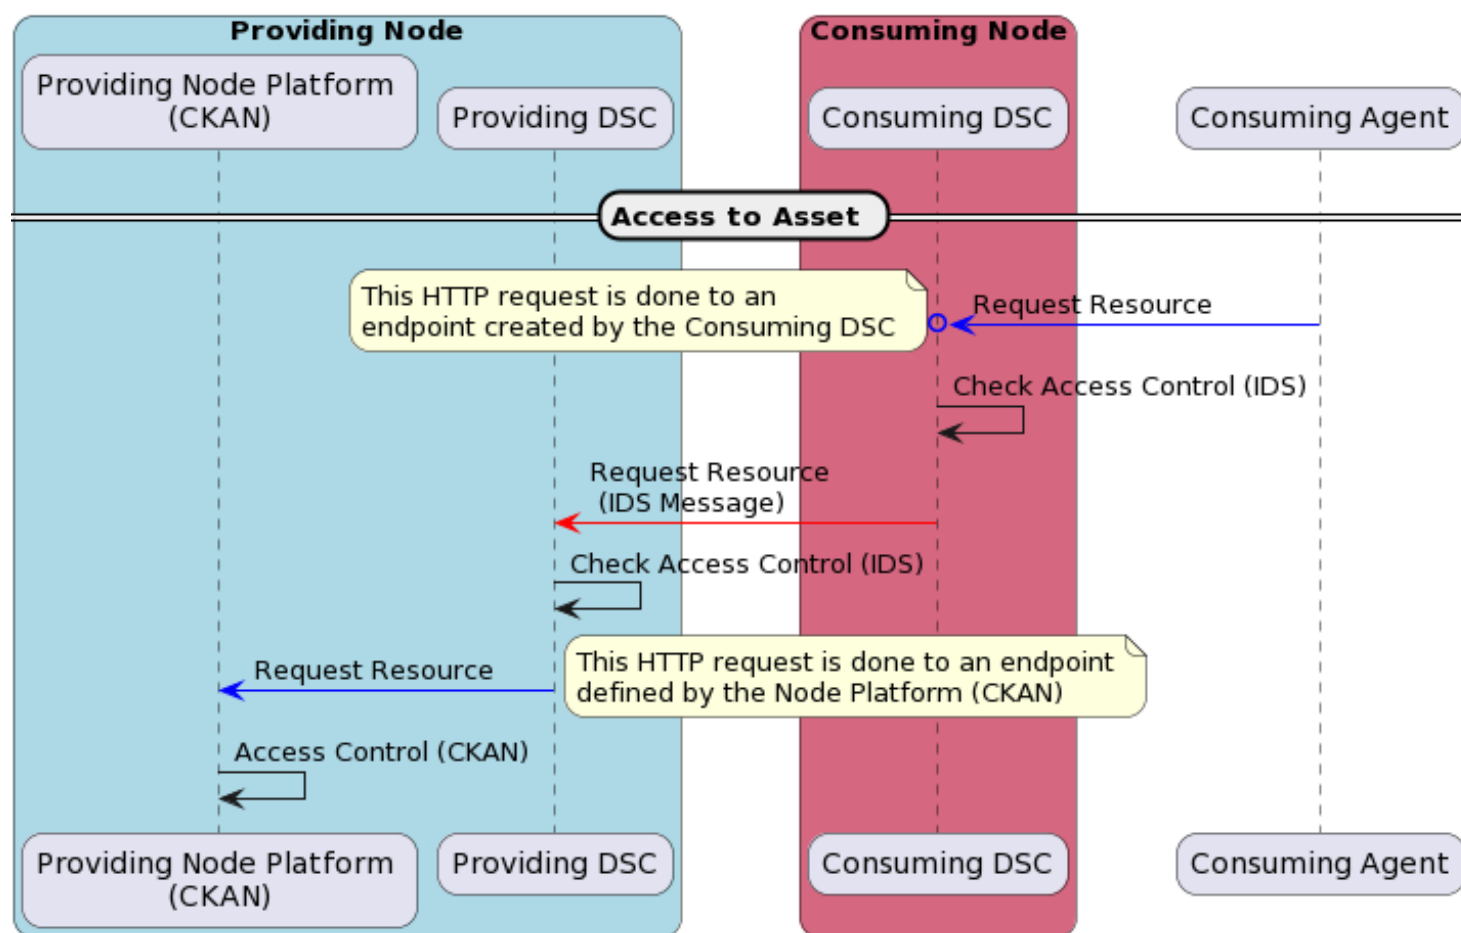 Providing Node
Consuming Node
Providing Node Platform
(CKAN)
Providing DSC
Consuming DSC
Consuming Agent
Access to Asset
This HTTP request is done to an
endpoint created by the Consuming DSC
Request Resource
Check Access Control (IDS)
Request Resource
(IDS Message)
Check Access Control (IDS)
This HTTP request is done to an endpoint
defined by the Node Platform (CKAN)
Request Resource
Access Control (CKAN)
Providing Node Platform
(CKAN)
Providing DSC
Consuming DSC
Consuming Agent